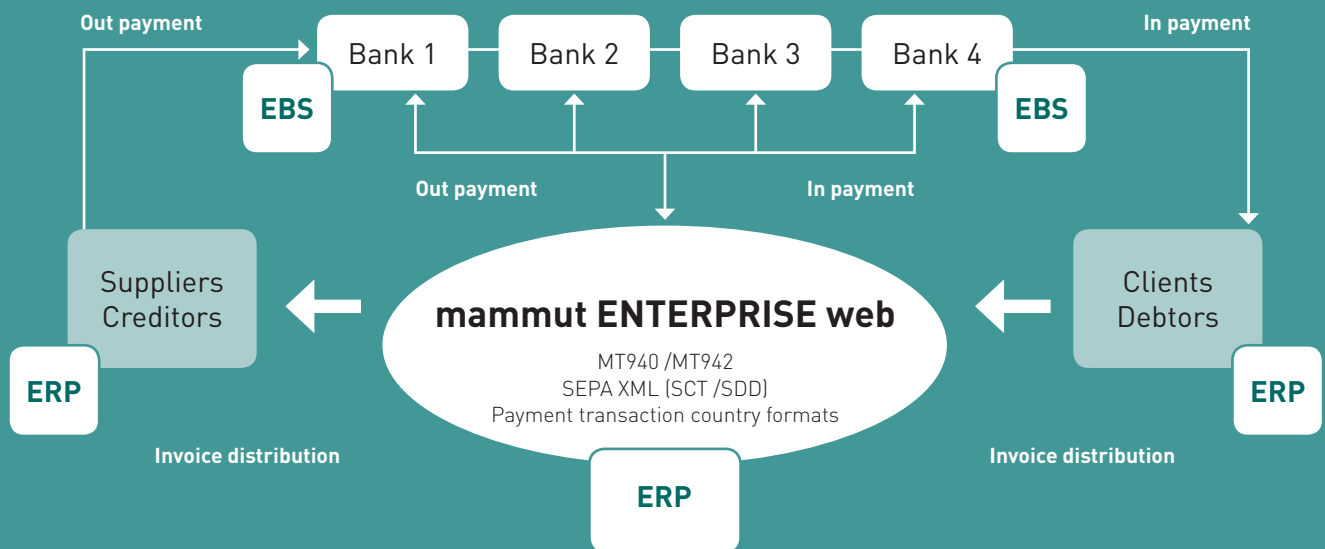 Out payment
In payment
Bank 1
Bank 2
Bank 3
Bank 4
EBS
EBS
Out payment
In payment
Suppliers
Creditors
mammut ENTERPRISE web
MT940 /MT942
SEPA XML (SCT /SDD)
Payment transaction country formats
Clients
Debtors
ERP
ERP
Invoice distribution
Invoice distribution
ERP